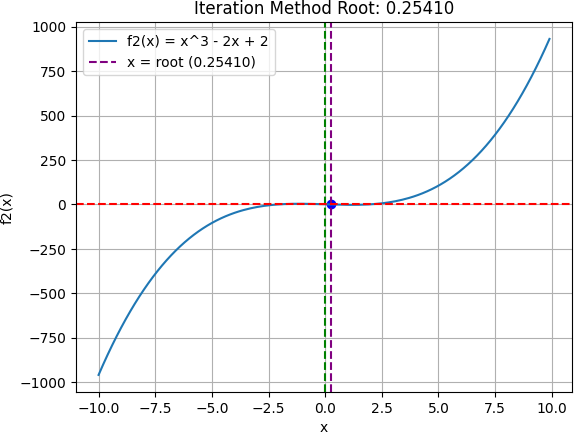 Iteration Method Root: 0.25410
f2(x) = x^3 - 2x + 2
x = root (0.25410)
1000
750
500
250
0
−250
−500
−750
−1000
f2(x)
−10.0 −7.5 −5.0 −2.5 0.0 2.5 5.0 7.5 10.0
x